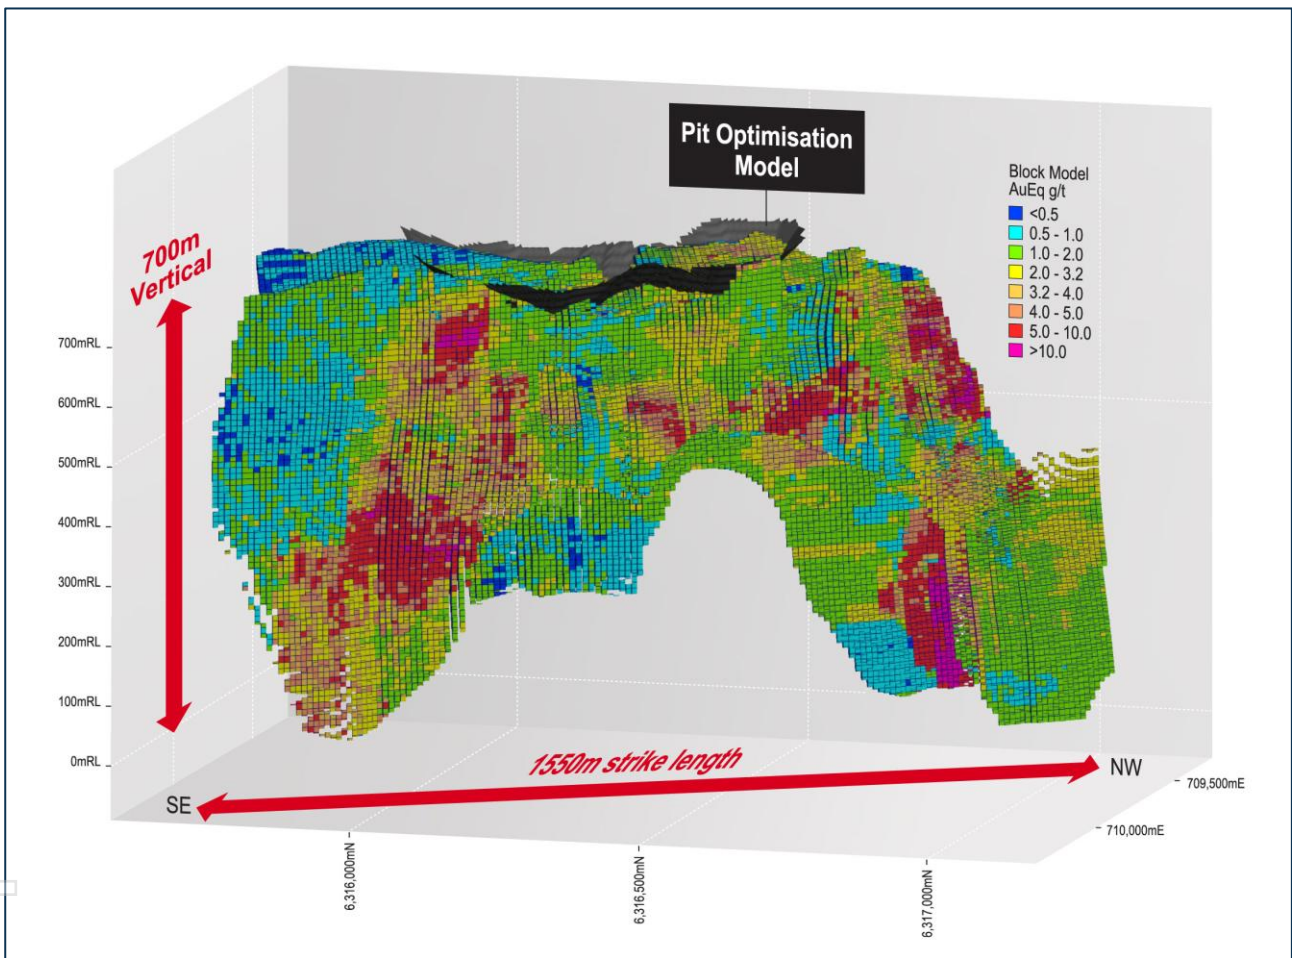 Pit Optimisation
Model
Block Model
AuEq g/t
<0.5
0.5 - 1.0
1.0 - 2.0
2.0 - 3.2
3.2 - 4.0
4.0 - 5.0
5.0 - 10.0
>10.0
700m
Vertical
700mRL
600mRL
500mRL
400mRL
300mRL
200mRL
100mRL
0mRL
1550m strike length
SE
NW
709,500mE
710,000mE
6,316,000mN
6,316,500mN
6,317,000mN